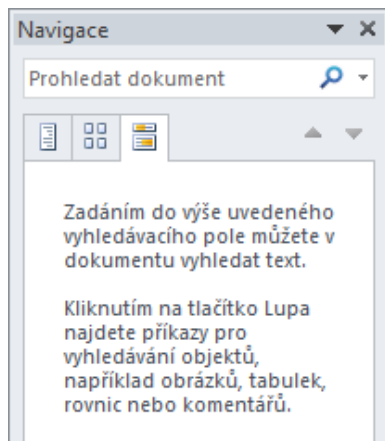 Navigace
Prohledat dokument
Zadáním do výše uvedeného
vyhledávacího pole můžete v
dokumentu vyhledat text.
Kliknutím na tlačítko Lupa
najdete příkazy pro
vyhledávání objektů,
například obrázků, tabulek,
rovnic nebo komentářů.